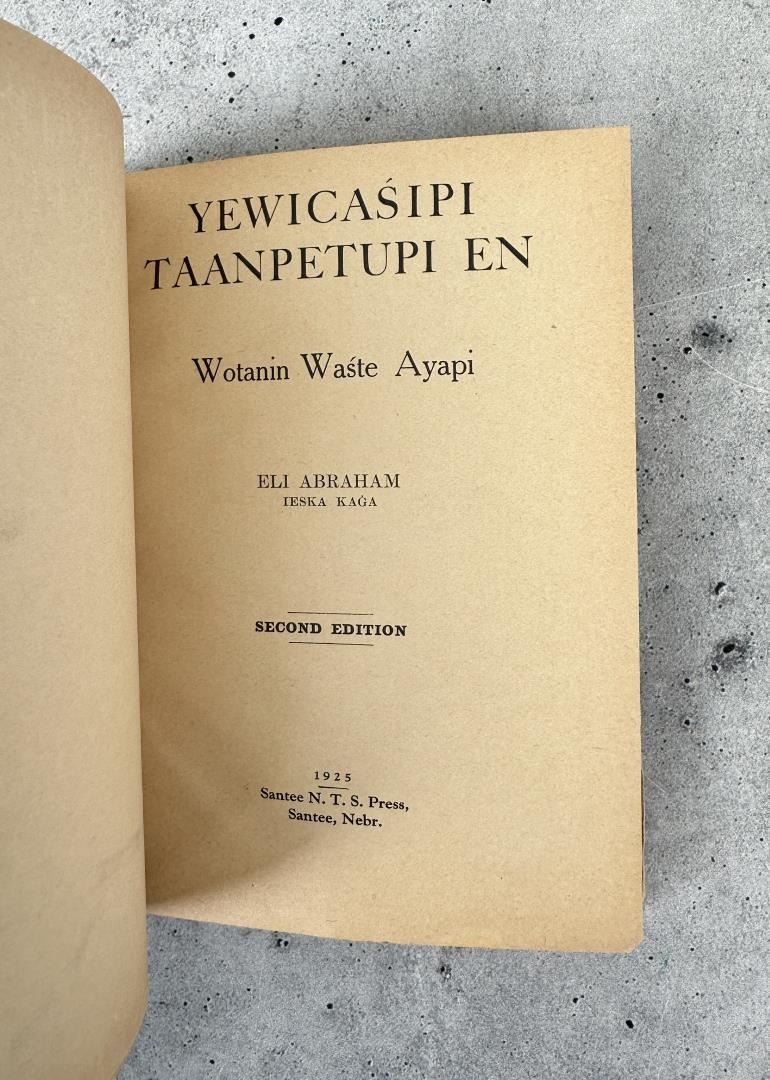 YEWICAŚIPI
TAANPETUPI EN
Wotanin Waśte Ayapi
ELI ABRAHAM
IESKA KAĠA
SECOND EDITION
1925
Santee N. T. S. Press,
Santee, Nebr.